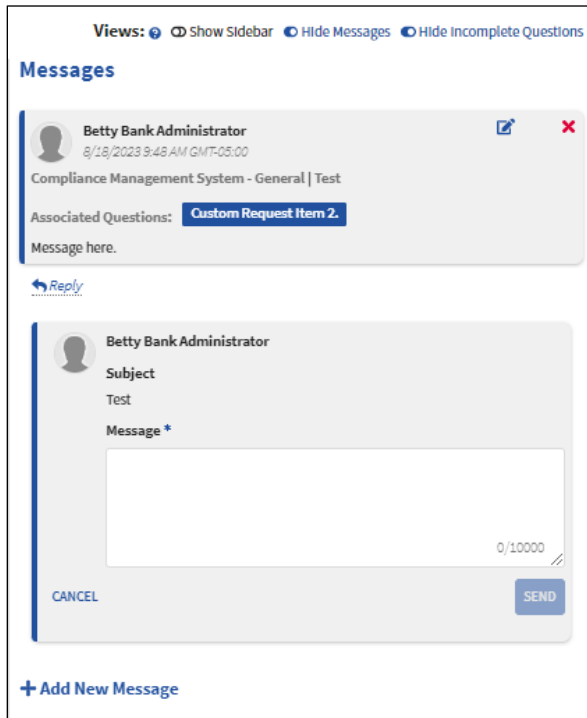 Views: Show Sidebar Hide Messages Hide Incomplete Questions
Messages
Betty Bank Administrator
8/18/2023 9:48 AM GMT-05:00
Compliance Management System - General | Test
Associated Questions: Custom Request Item 2.
Message here.
Reply
Betty Bank Administrator
Subject
Test
Message *
0/10000
CANCEL SEND
+ Add New Message